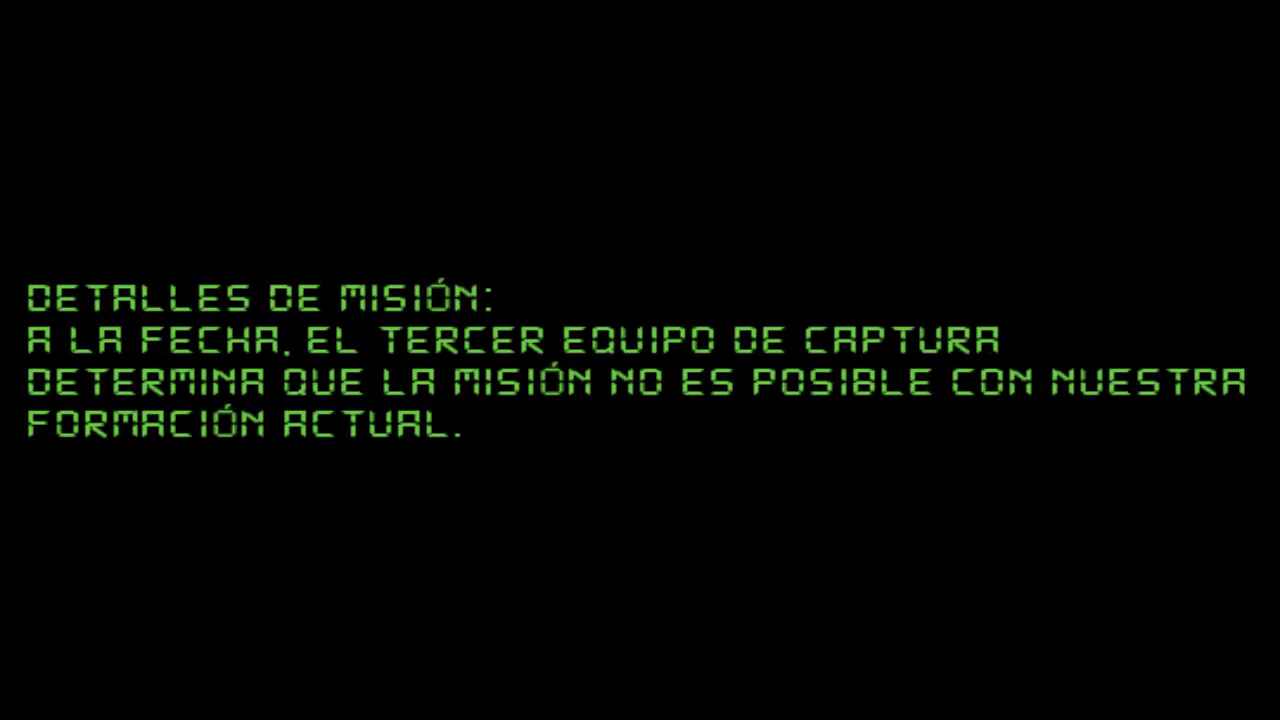 DETALLES DE MISIÓN:
A LA FECHA, EL TERCER EQUIPO DE CAPTURA
DETERMINA QUE LA MISIÓN NO ES POSIBLE CON NUESTRA
FORMACIÓN ACTUAL.